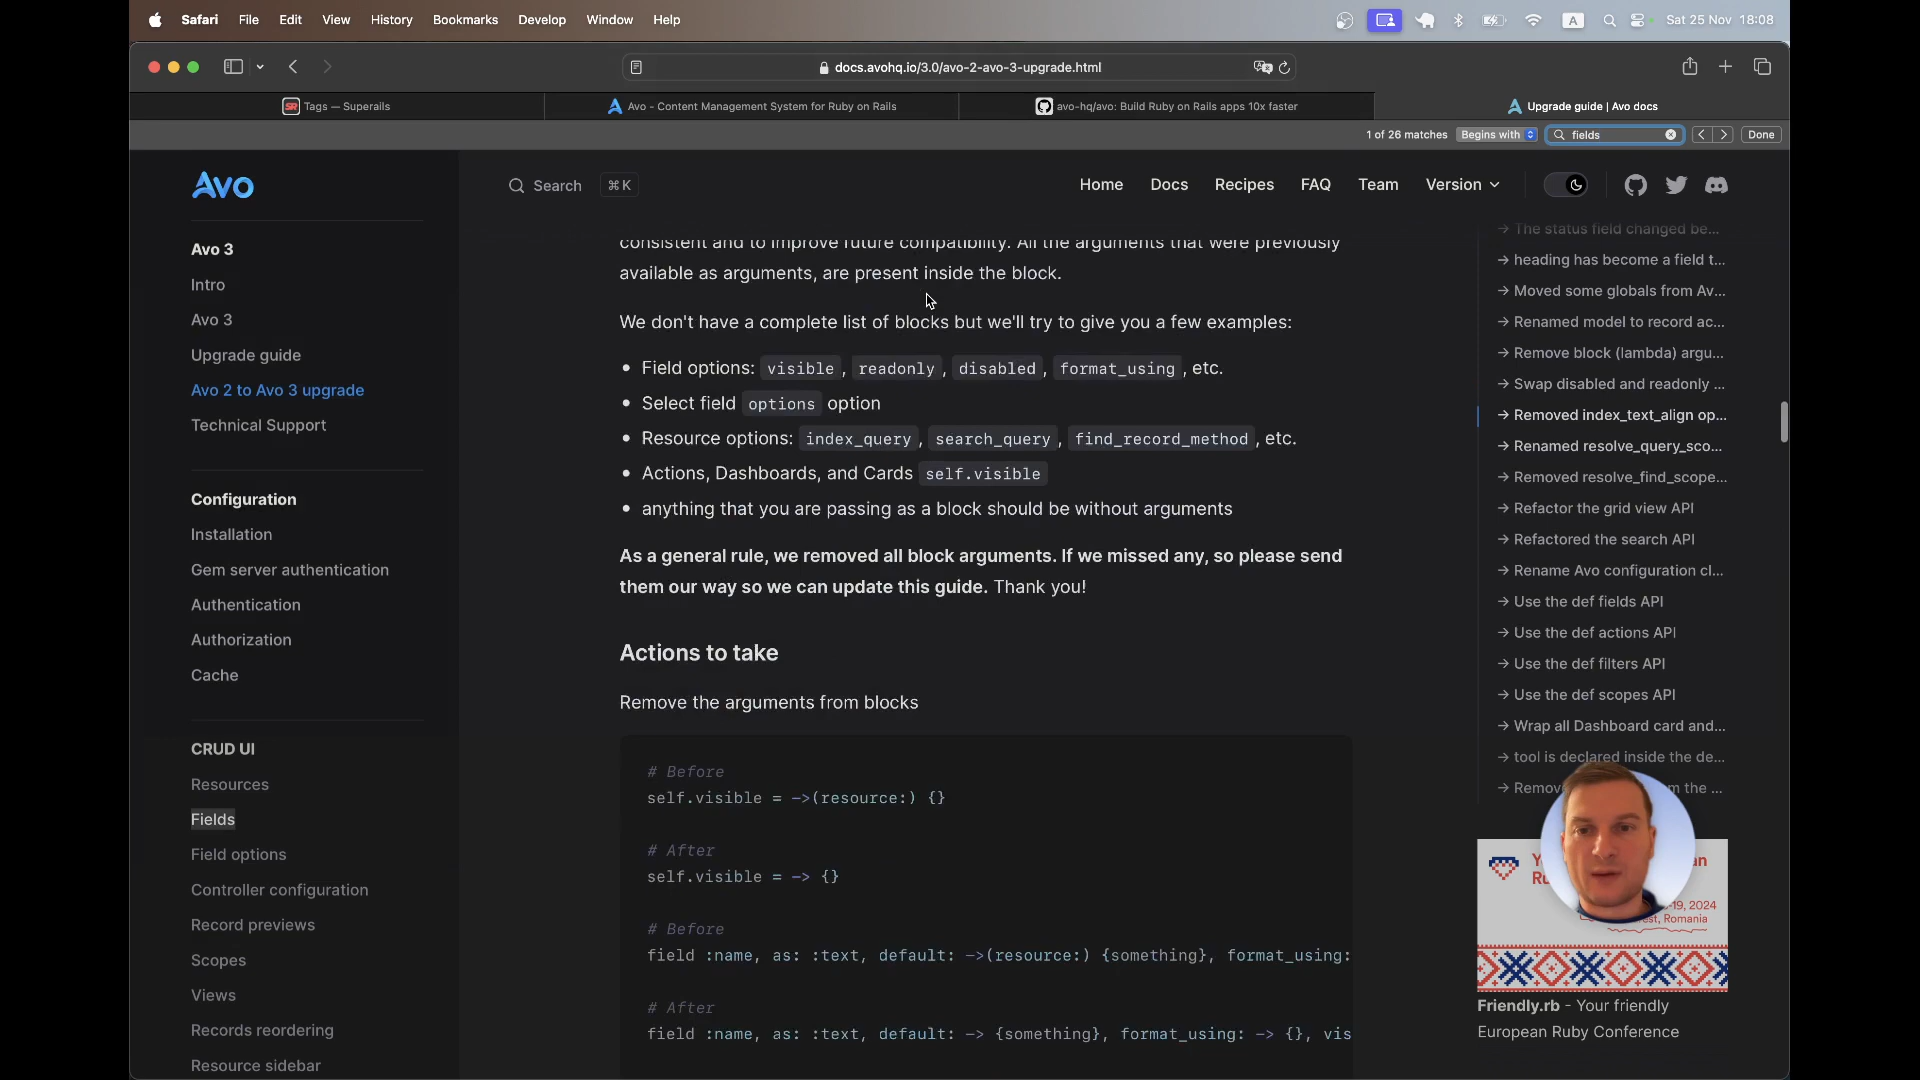 Safari File Edit View History Bookmarks Develop Window Help
A Sat 25 Nov 18:08
docs.avohq.io/3.0/avo-2-avo-3-upgrade.html
SR Tags — Superails
Avo - Content Management System for Ruby on Rails
avo-hq/avo: Build Ruby on Rails apps 10x faster
Upgrade guide | Avo docs
1 of 26 matches Begins with fields Done
Avo
Search ⌘K
Home Docs Recipes FAQ Team Version
Avo 3
Intro
Avo 3
Upgrade guide
Avo 2 to Avo 3 upgrade
Technical Support
Configuration
Installation
Gem server authentication
Authentication
Authorization
Cache
CRUD UI
Resources
Fields
Field options
Controller configuration
Record previews
Scopes
Views
Records reordering
Resource sidebar
consistent and to improve future compatibility. All the arguments that were previously
available as arguments, are present inside the block.
We don't have a complete list of blocks but we'll try to give you a few examples:
• Field options: visible, readonly, disabled, format_using, etc.
• Select field options option
• Resource options: index_query, search_query, find_record_method, etc.
• Actions, Dashboards, and Cards self.visible
• anything that you are passing as a block should be without arguments
As a general rule, we removed all block arguments. If we missed any, so please send
them our way so we can update this guide. Thank you!
Actions to take
Remove the arguments from blocks
# Before
self.visible = ->(resource:) {}
# After
self.visible = -> {}
# Before
field :name, as: :text, default: ->(resource:) {something}, format_using:
# After
field :name, as: :text, default: -> {something}, format_using: -> {}, vis
→ The status field changed be...
→ heading has become a field t...
→ Moved some globals from Av...
→ Renamed model to record ac...
→ Remove block (lambda) argu...
→ Swap disabled and readonly ...
→ Removed index_text_align op...
→ Renamed resolve_query_sco...
→ Removed resolve_find_scope...
→ Refactor the grid view API
→ Refactored the search API
→ Rename Avo configuration cl...
→ Use the def fields API
→ Use the def actions API
→ Use the def filters API
→ Use the def scopes API
→ Wrap all Dashboard card and...
→ tool is declared inside the de...
Friendly.rb - Your friendly
European Ruby Conference